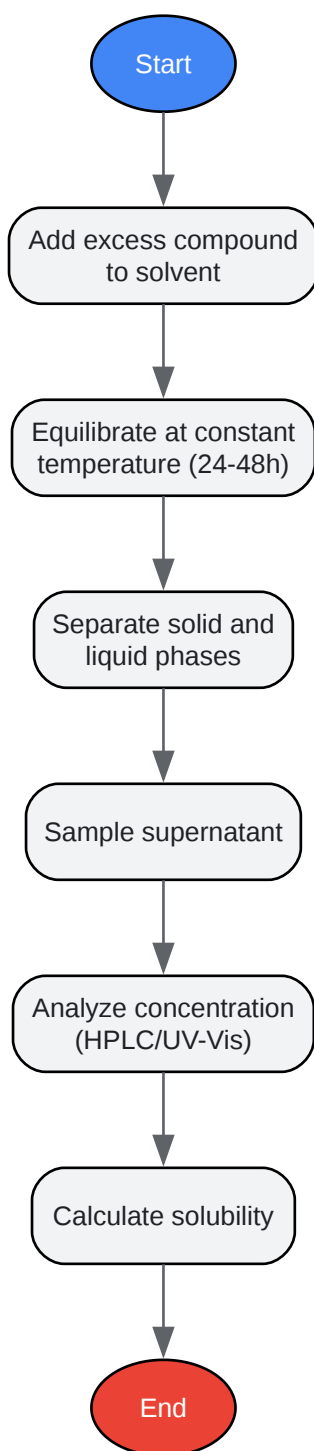 Start
Add excess compound
to solvent
Equilibrate at constant
temperature (24-48h)
Separate solid and
liquid phases
Sample supernatant
Analyze concentration
(HPLC/UV-Vis)
Calculate solubility
End